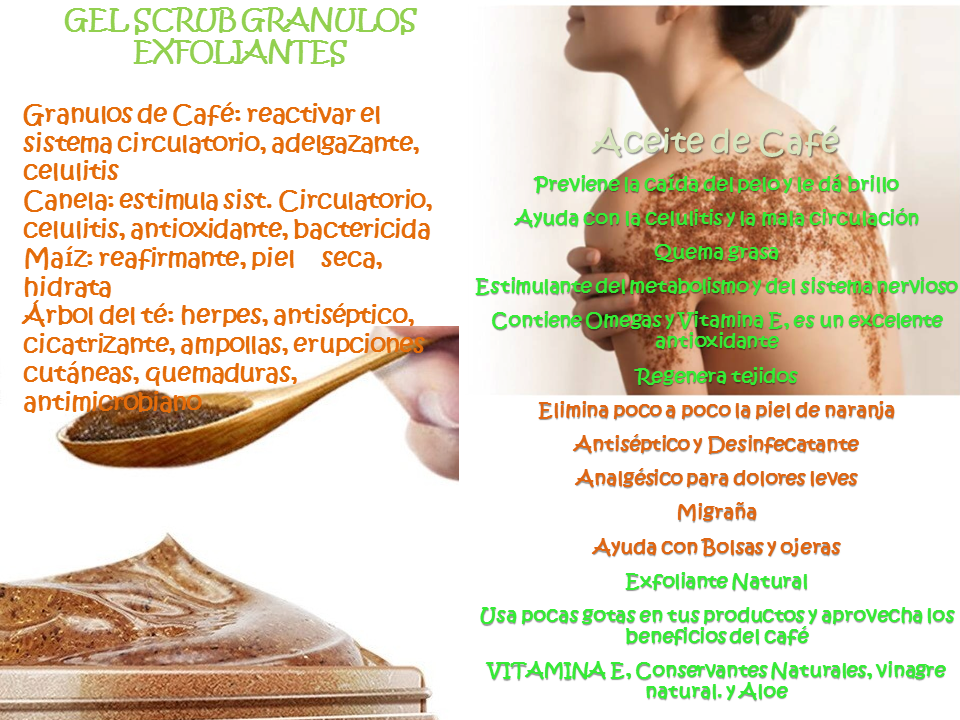 GEL SCRUB GRANULOS
EXFOLIANTES
Granulos de Café: reactivar el
sistema circulatorio, adelgazante,
celulitis
Canela: estimula sist. Circulatorio,
celulitis, antioxidante, bactericida
Maíz: reafirmante, piel seca,
hidrata
Árbol del té: herpes, antiséptico,
cicatrizante, ampollas, erupciones
cutáneas, quemaduras,
antimicrobiano
Aceite de Café
Previene la caída del pelo y le dá brillo
Ayuda con la celulitis y la mala circulación
Quema grasa
Estimulante del metabolismo y del sistema nervioso
Contiene Omegas y Vitamina E, es un excelente
antioxidante
Regenera tejidos
Elimina poco a poco la piel de naranja
Antiséptico y Desinfecatante
Analgésico para dolores leves
Migraña
Ayuda con Bolsas y ojeras
Exfoliante Natural
Usa pocas gotas en tus productos y aprovecha los
beneficios del café
VITAMINA E, Conservantes Naturales, vinagre
natural. y Aloe